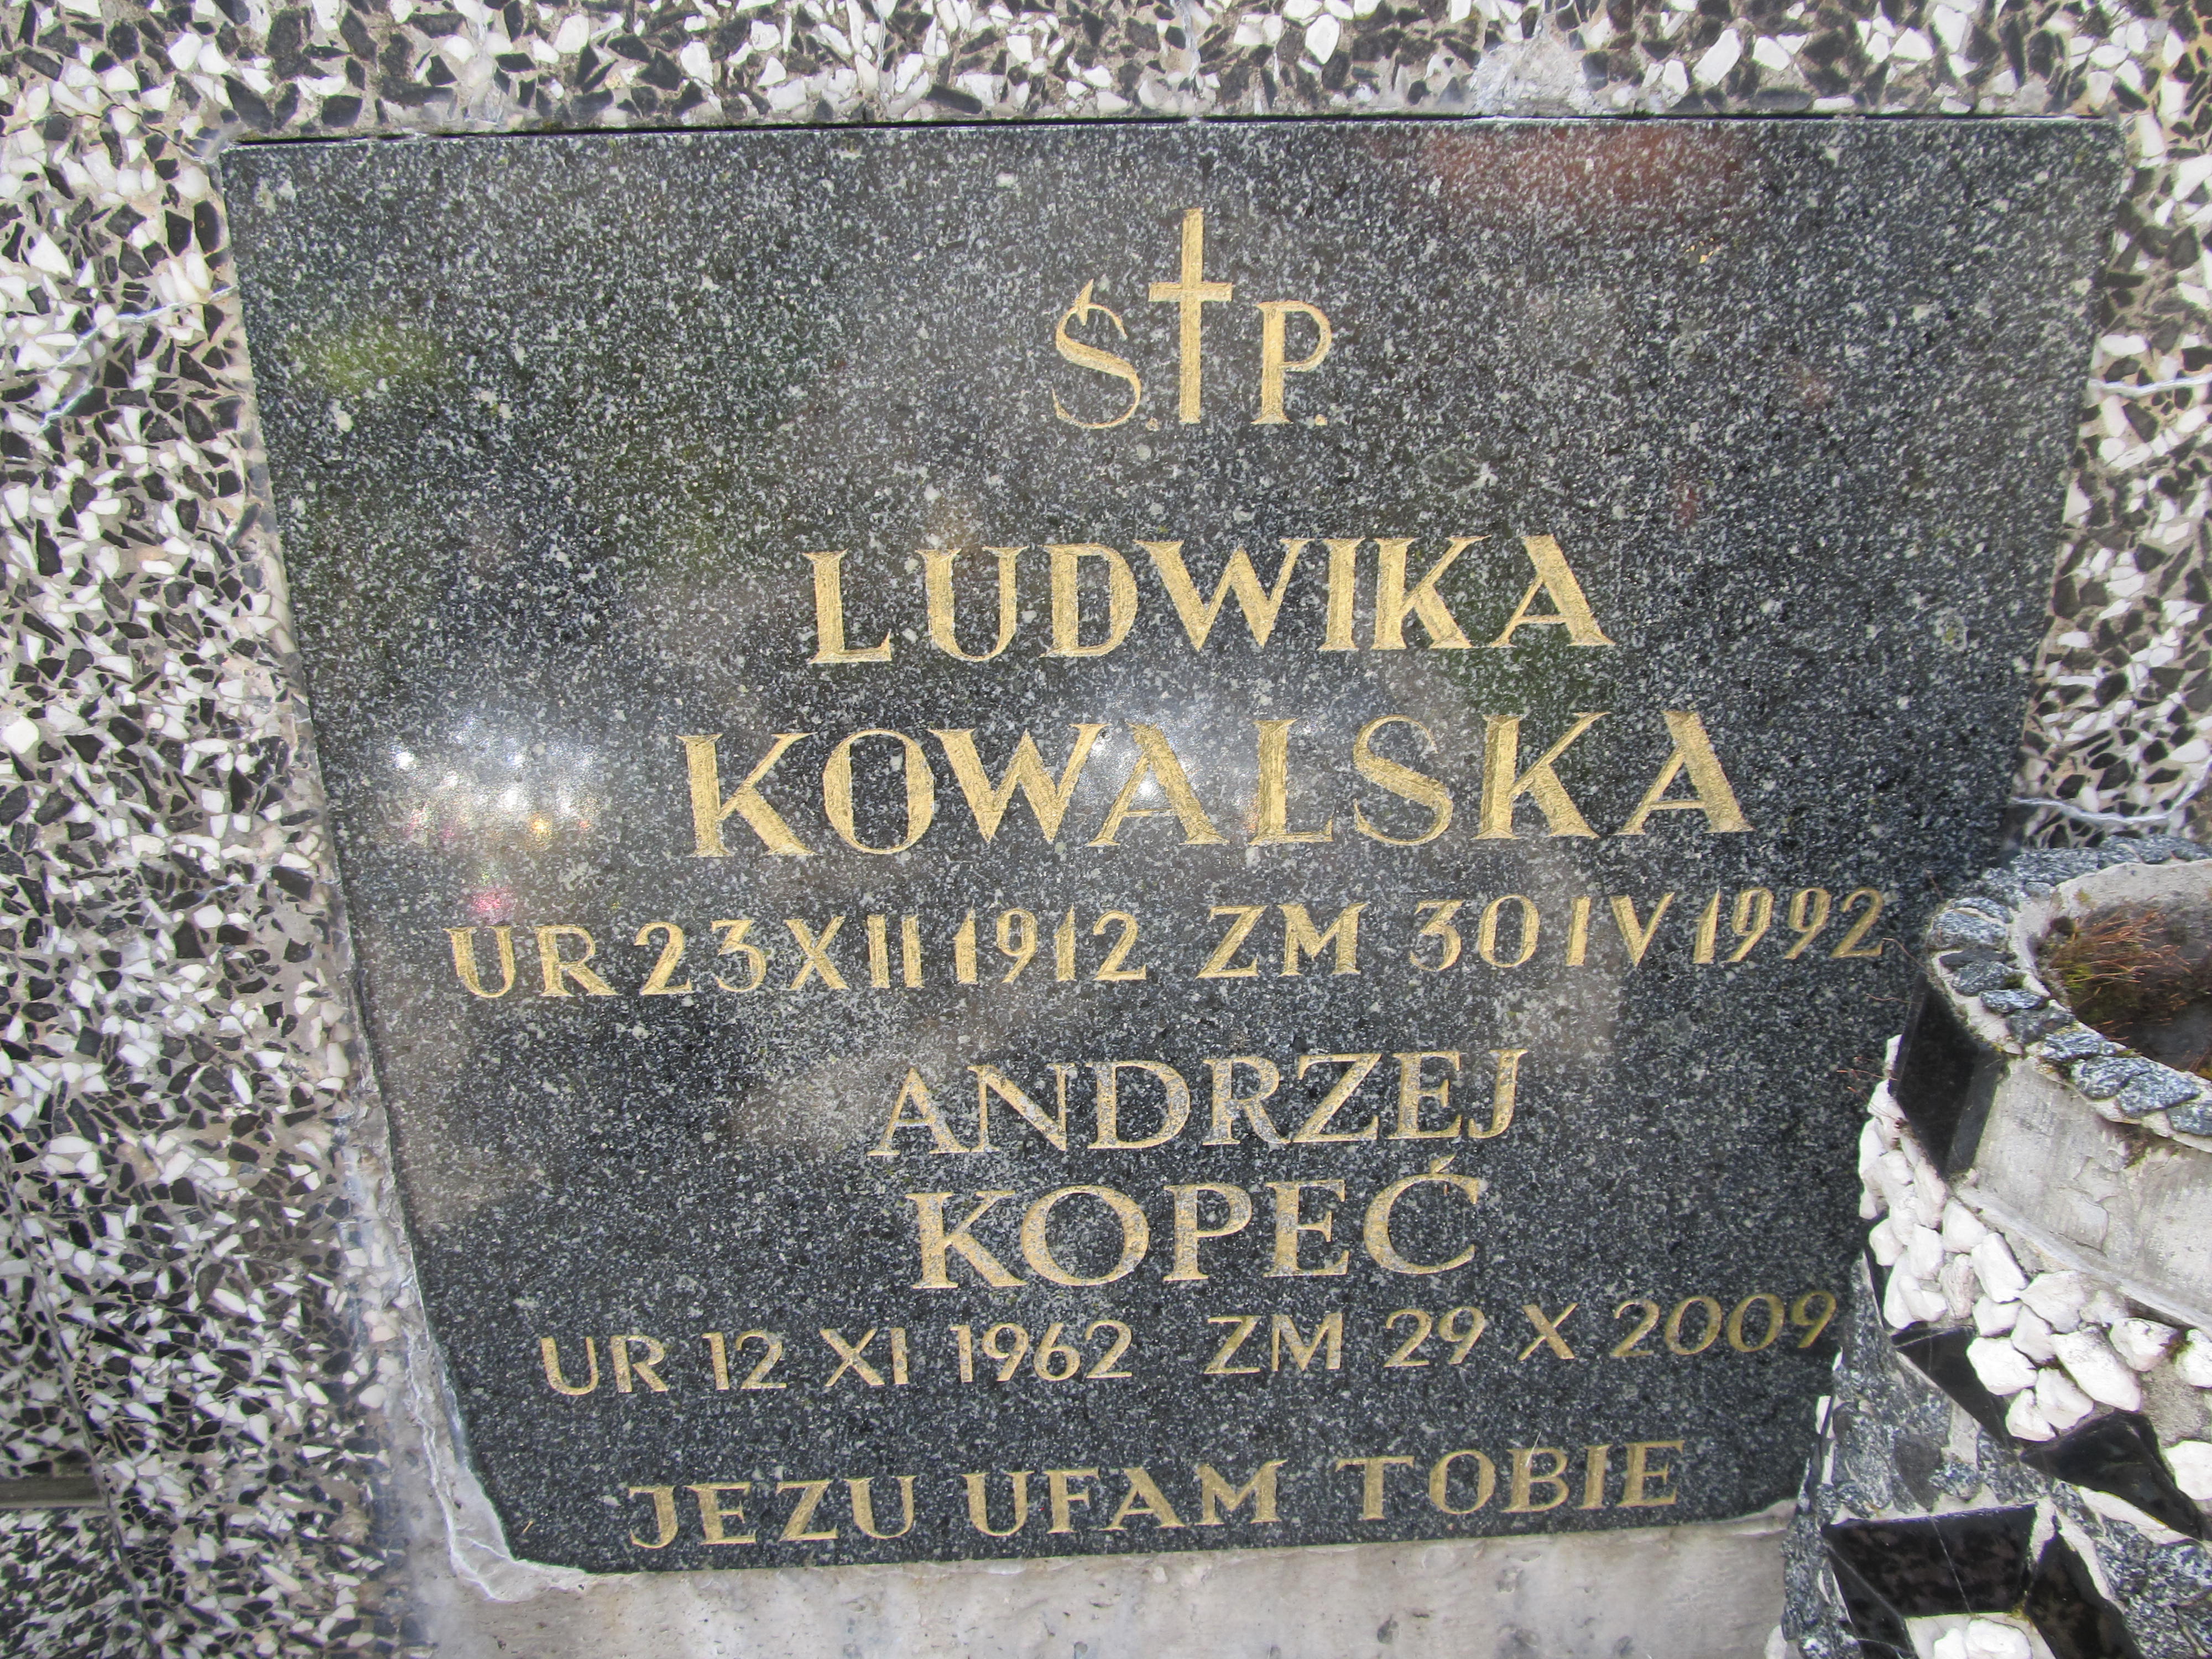 Ś.†P.
LUDWIKA
KOWALSKA
UR 23 XII 1912 ZM 30 IV 1992
ANDRZEJ
KOPEĆ
UR 12 XI 1962 ZM 29 X 2009
JEZU UFAM TOBIE